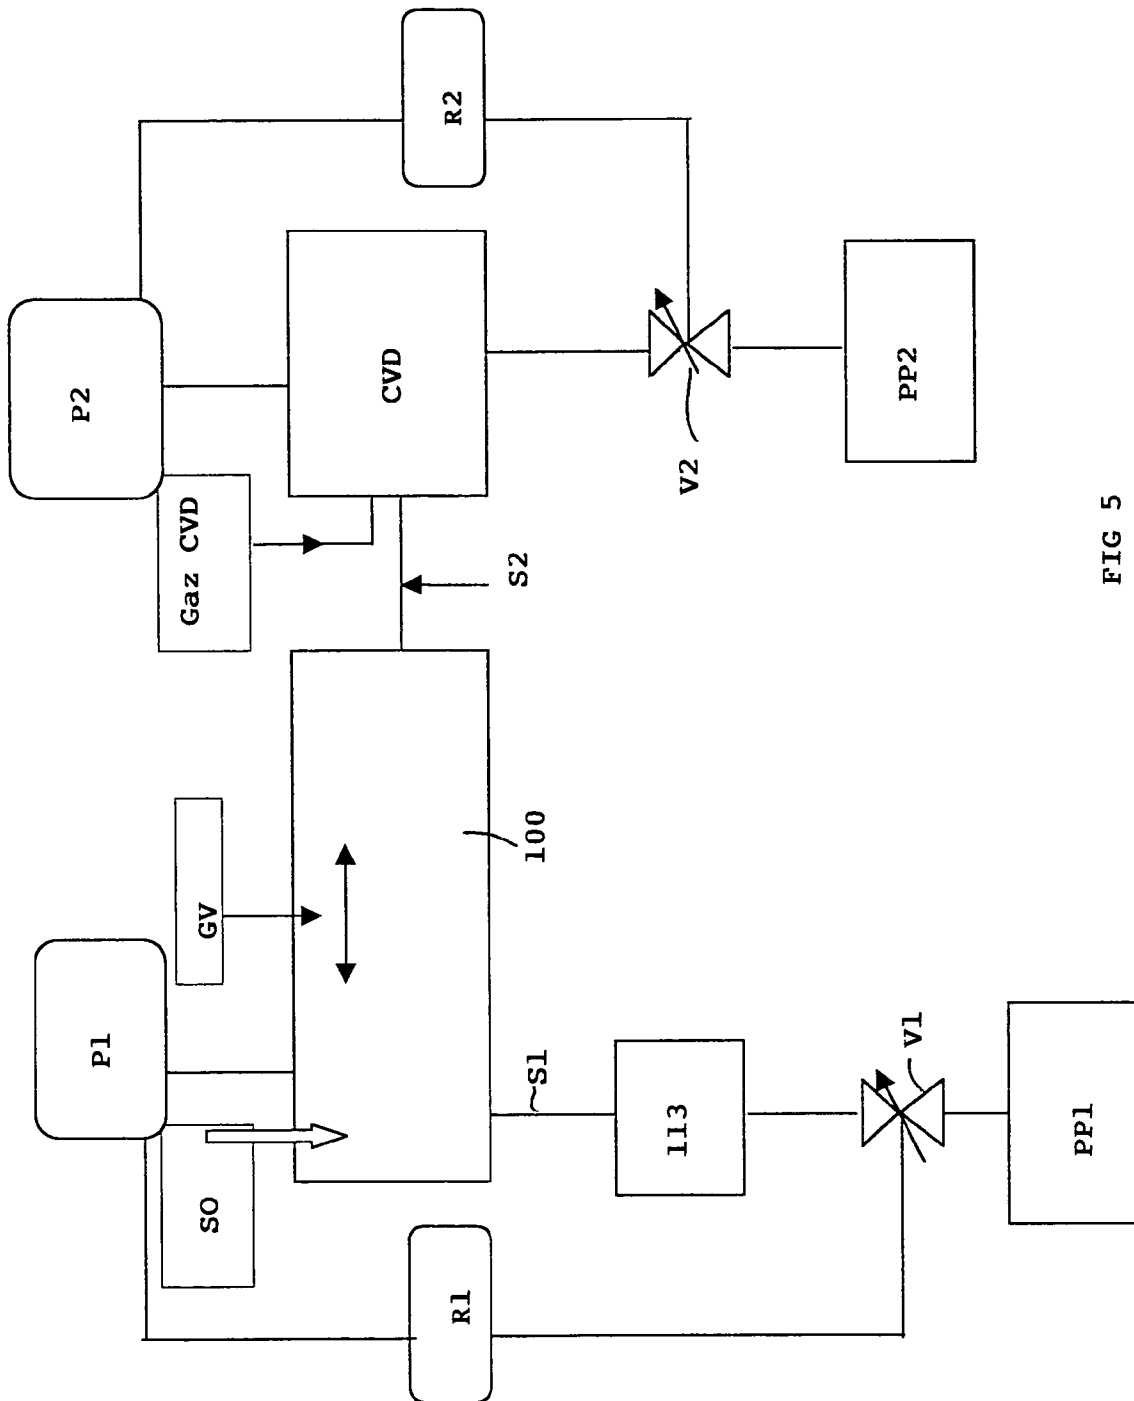 P1
SO
GV
R1
S1
113
V1
PP1
100
S2
P2
Gaz CVD
CVD
R2
V2
PP2
FIG 5